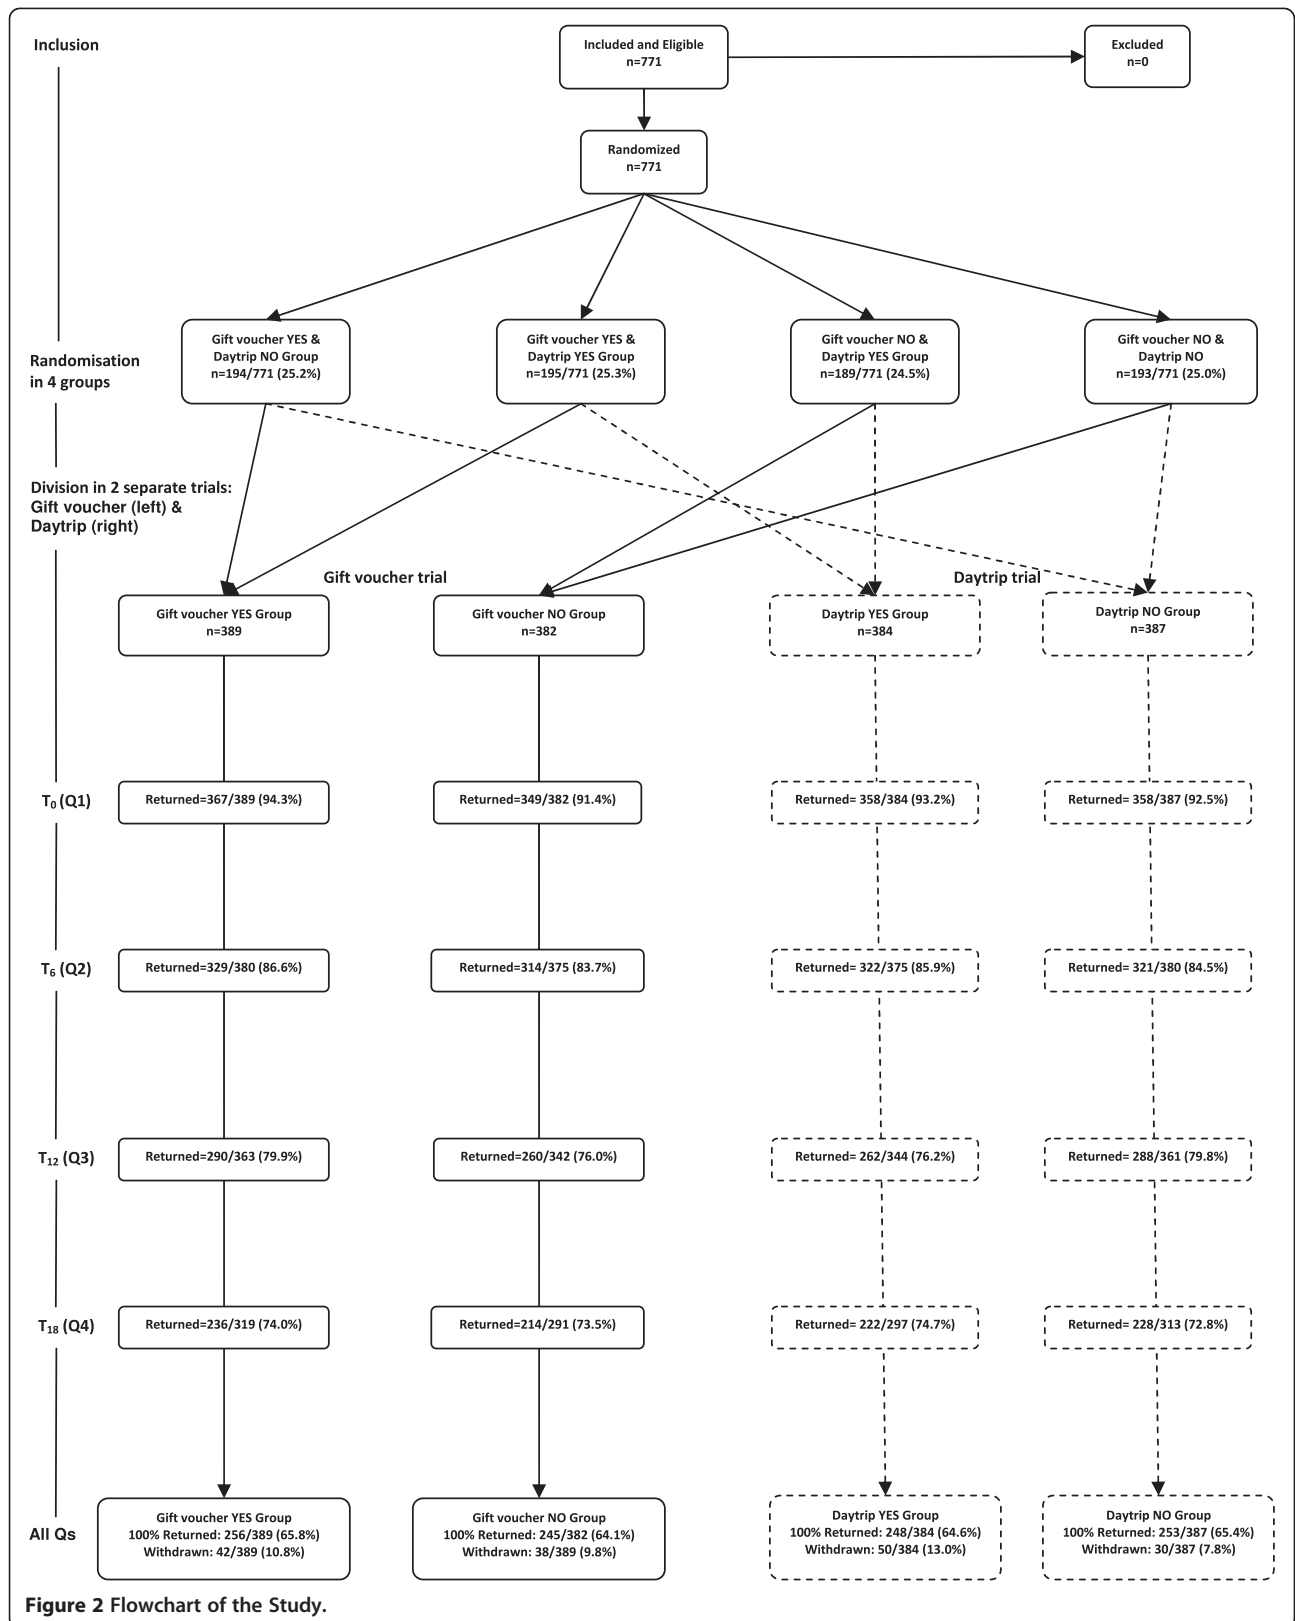 Inclusion
Included and Eligible
n=771
Excluded
n=0
Randomized
n=771
Randomisation
in 4 groups
Gift voucher YES &
Daytrip NO Group
n=194/771 (25.2%)
Gift voucher YES &
Daytrip YES Group
n=195/771 (25.3%)
Gift voucher NO &
Daytrip YES Group
n=189/771 (24.5%)
Gift voucher NO &
Daytrip NO
n=193/771 (25.0%)
Division in 2 separate trials:
Gift voucher (left) &
Daytrip (right)
Gift voucher trial
Daytrip trial
Gift voucher YES Group
n=389
Gift voucher NO Group
n=382
Daytrip YES Group
n=384
Daytrip NO Group
n=387
T0 (Q1)
Returned=367/389 (94.3%)
Returned=349/382 (91.4%)
Returned= 358/384 (93.2%)
Returned= 358/387 (92.5%)
T6 (Q2)
Returned=329/380 (86.6%)
Returned=314/375 (83.7%)
Returned= 322/375 (85.9%)
Returned= 321/380 (84.5%)
T12 (Q3)
Returned=290/363 (79.9%)
Returned=260/342 (76.0%)
Returned= 262/344 (76.2%)
Returned= 288/361 (79.8%)
T18 (Q4)
Returned=236/319 (74.0%)
Returned=214/291 (73.5%)
Returned= 222/297 (74.7%)
Returned= 228/313 (72.8%)
All Qs
Gift voucher YES Group
100% Returned: 256/389 (65.8%)
Withdrawn: 42/389 (10.8%)
Gift voucher NO Group
100% Returned: 245/382 (64.1%)
Withdrawn: 38/389 (9.8%)
Daytrip YES Group
100% Returned: 248/384 (64.6%)
Withdrawn: 50/384 (13.0%)
Daytrip NO Group
100% Returned: 253/387 (65.4%)
Withdrawn: 30/387 (7.8%)
Figure 2 Flowchart of the Study.